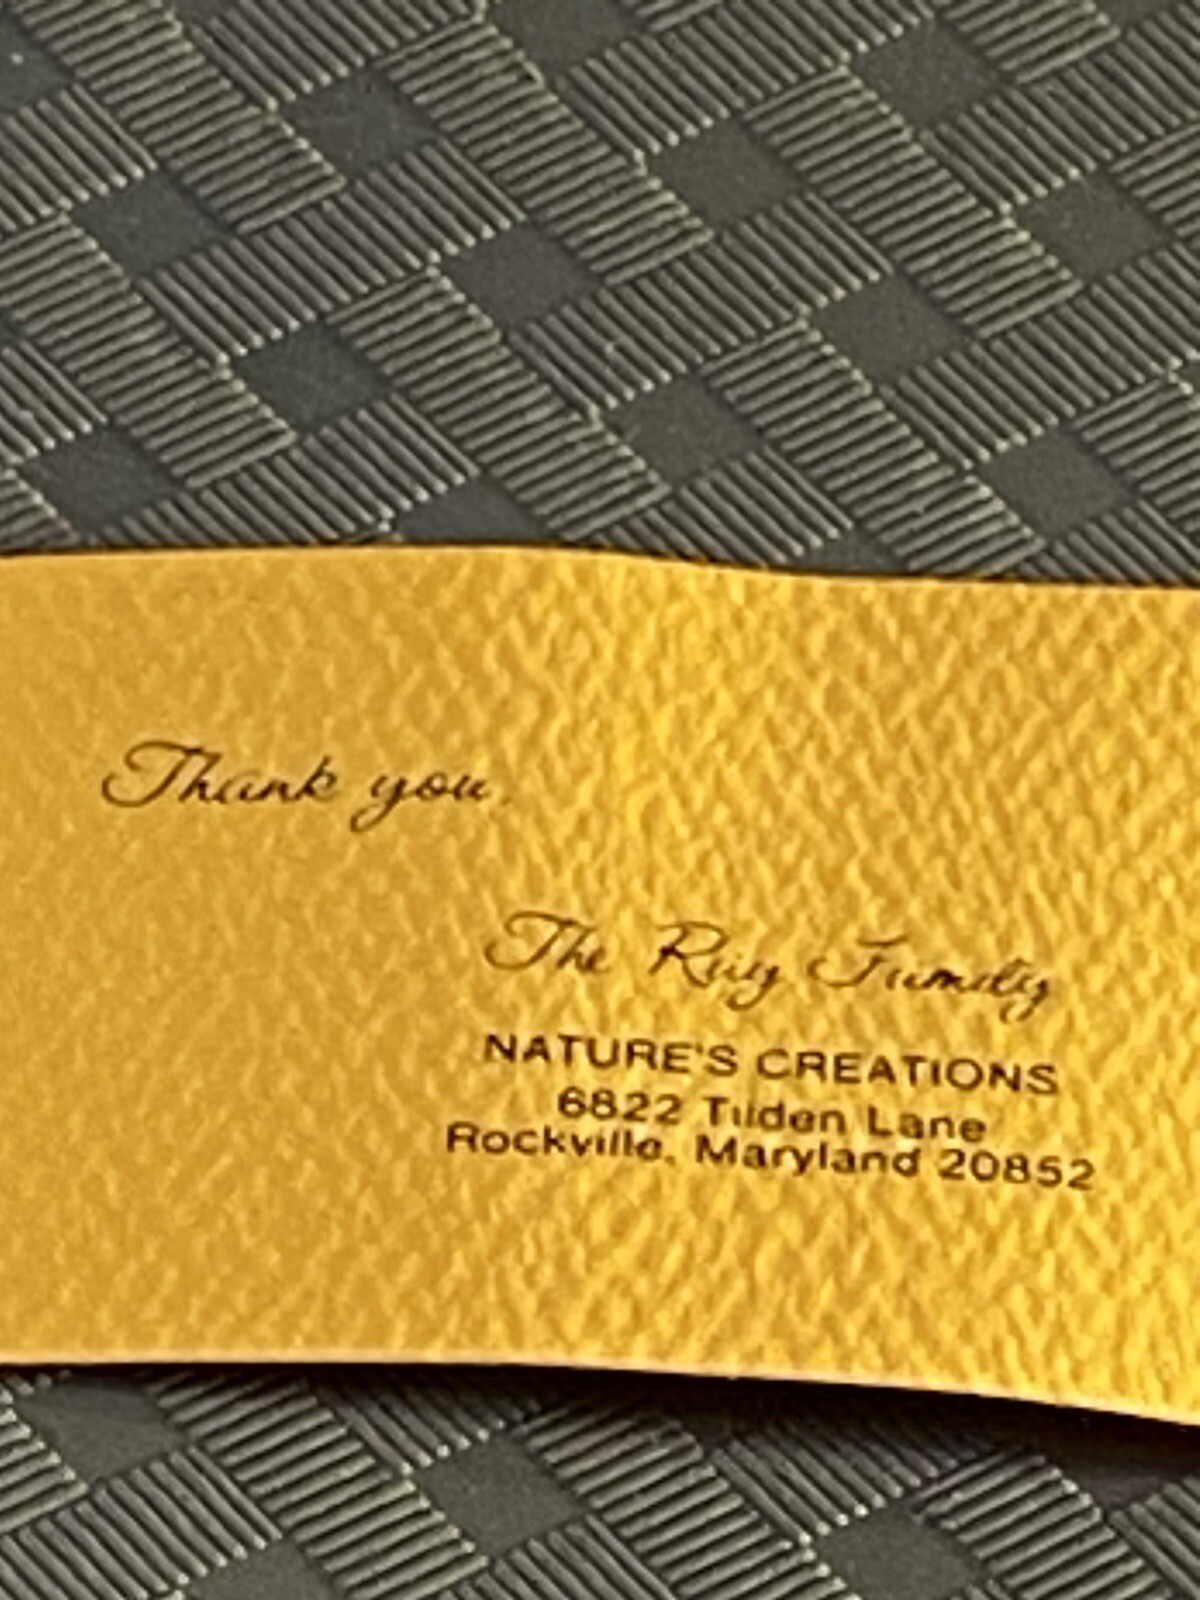 Thank you.
The Family
NATURE'S CREATIONS
6822 Tilden Lane
Rockville, Maryland 20852